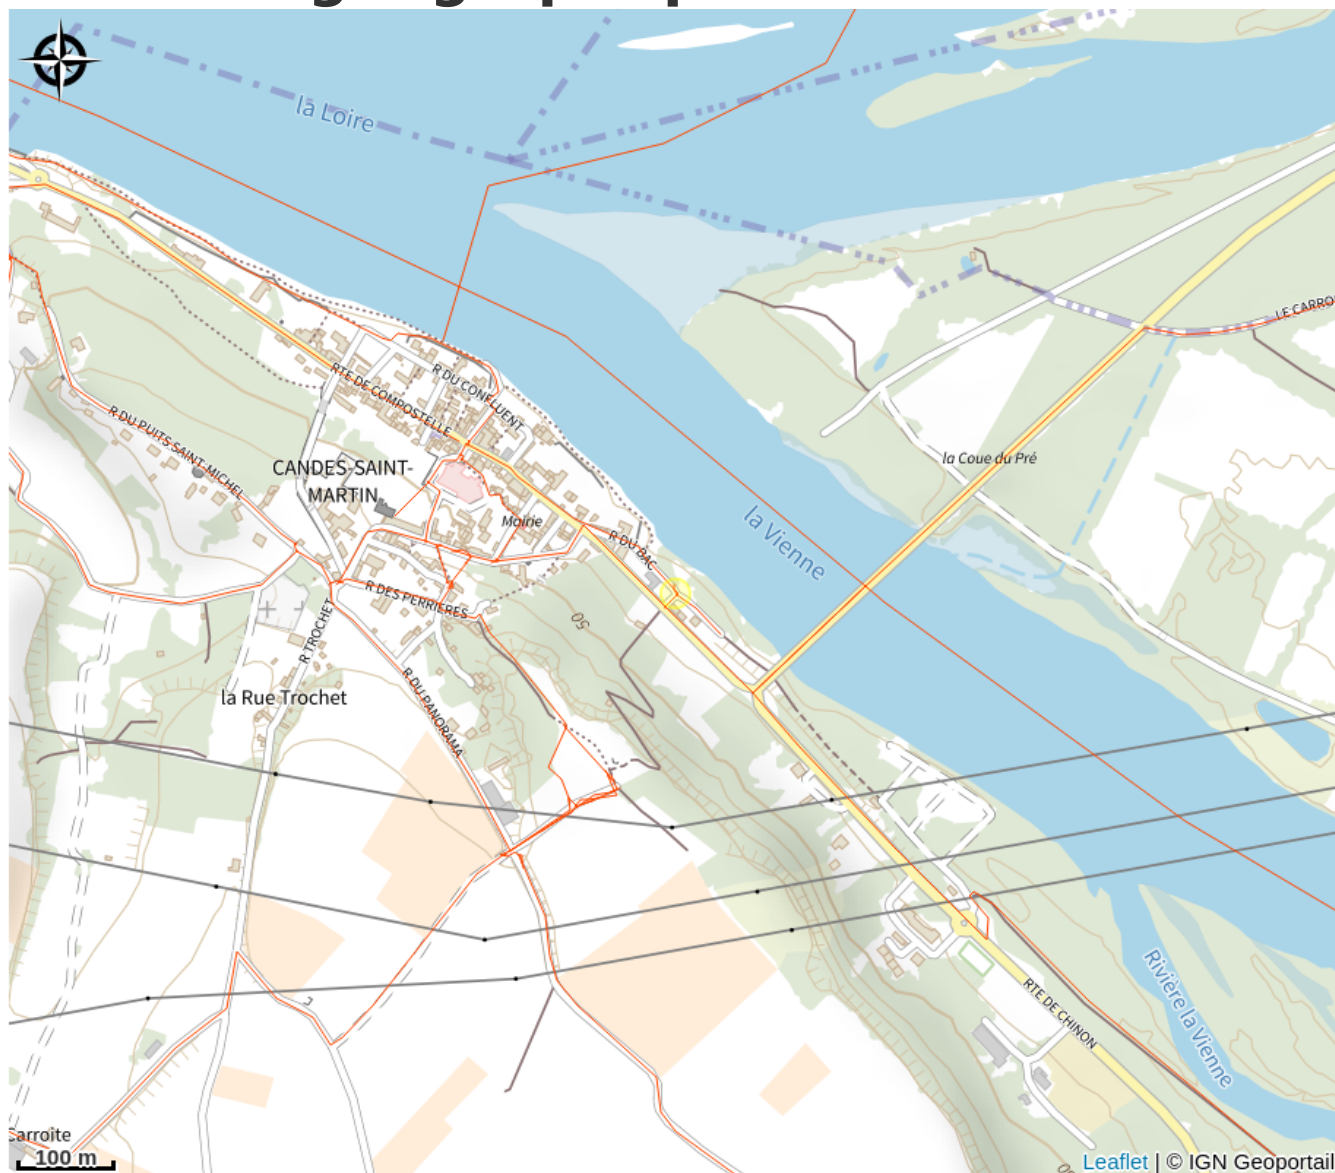 la Loire
LE CARRO
RTE DE COMPOSTELLE
R DU CONFLUENT
R DU PUITS SAINT-MICHEL
CANDES-SAINT-
MARTIN
la Coue du Pré
Mairie
R DU BAC
la Vienne
R DES PERRIERES
50
R TROCHET
la Rue Trochet
R DU PANORAMA
Rivière la Vienne
RTE DE CHINON
Carroite
100 m
Leaflet | © IGN Geoportail